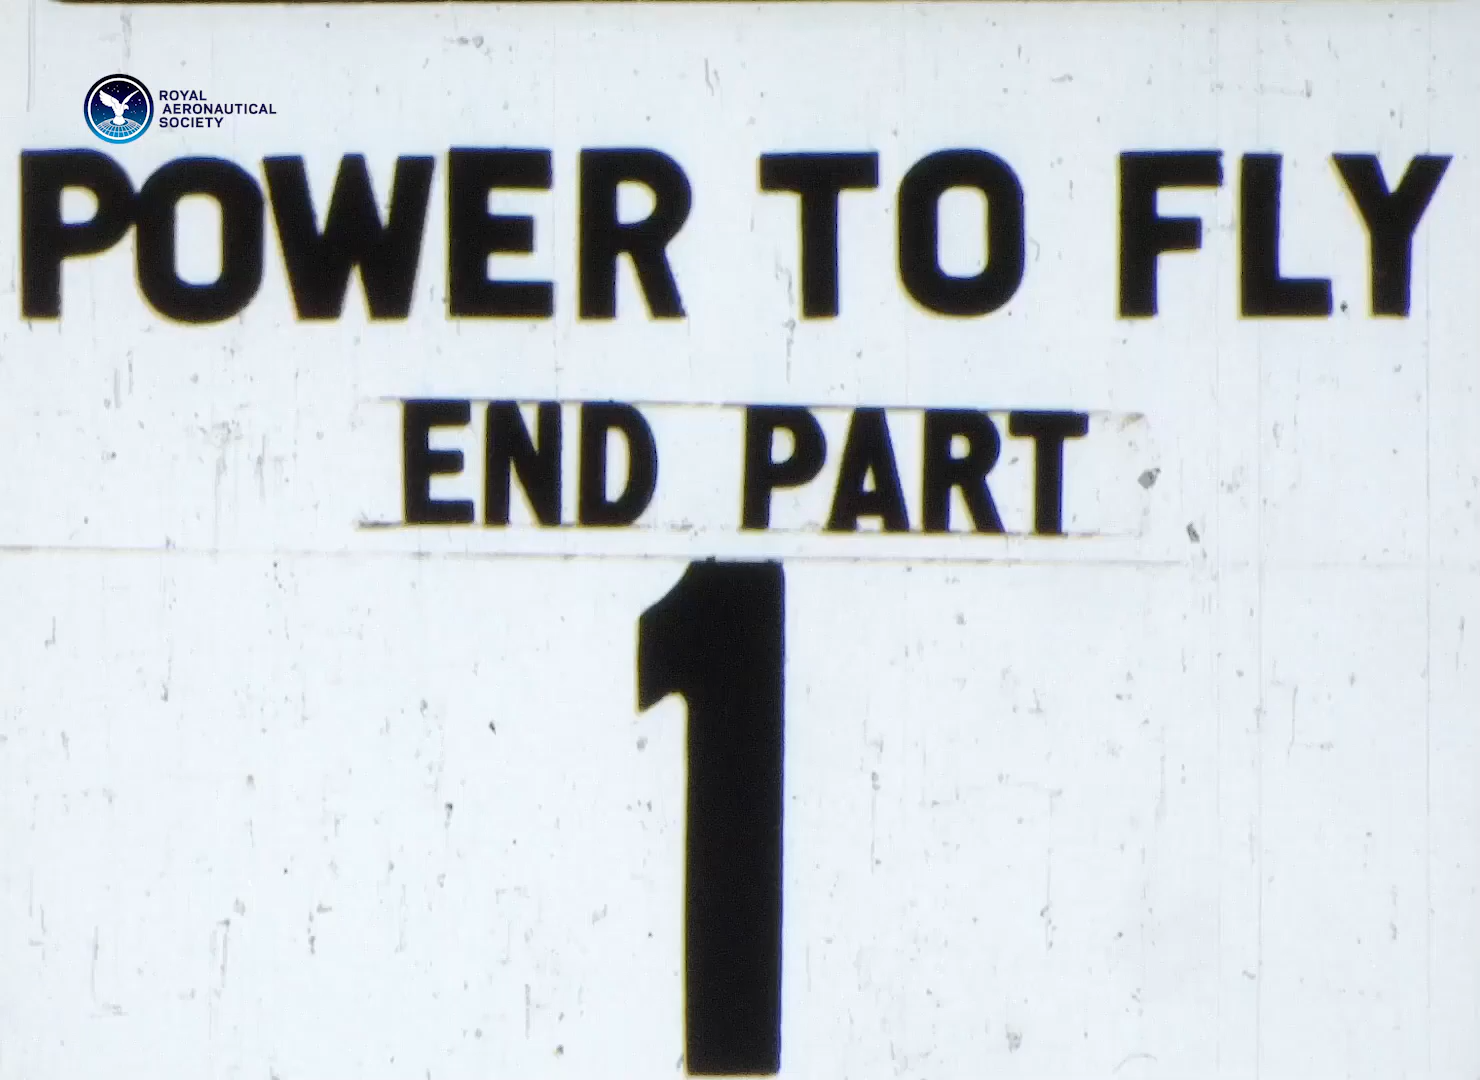 ROYAL
AERONAUTICAL
SOCIETY
POWER TO FLY
END PART
1